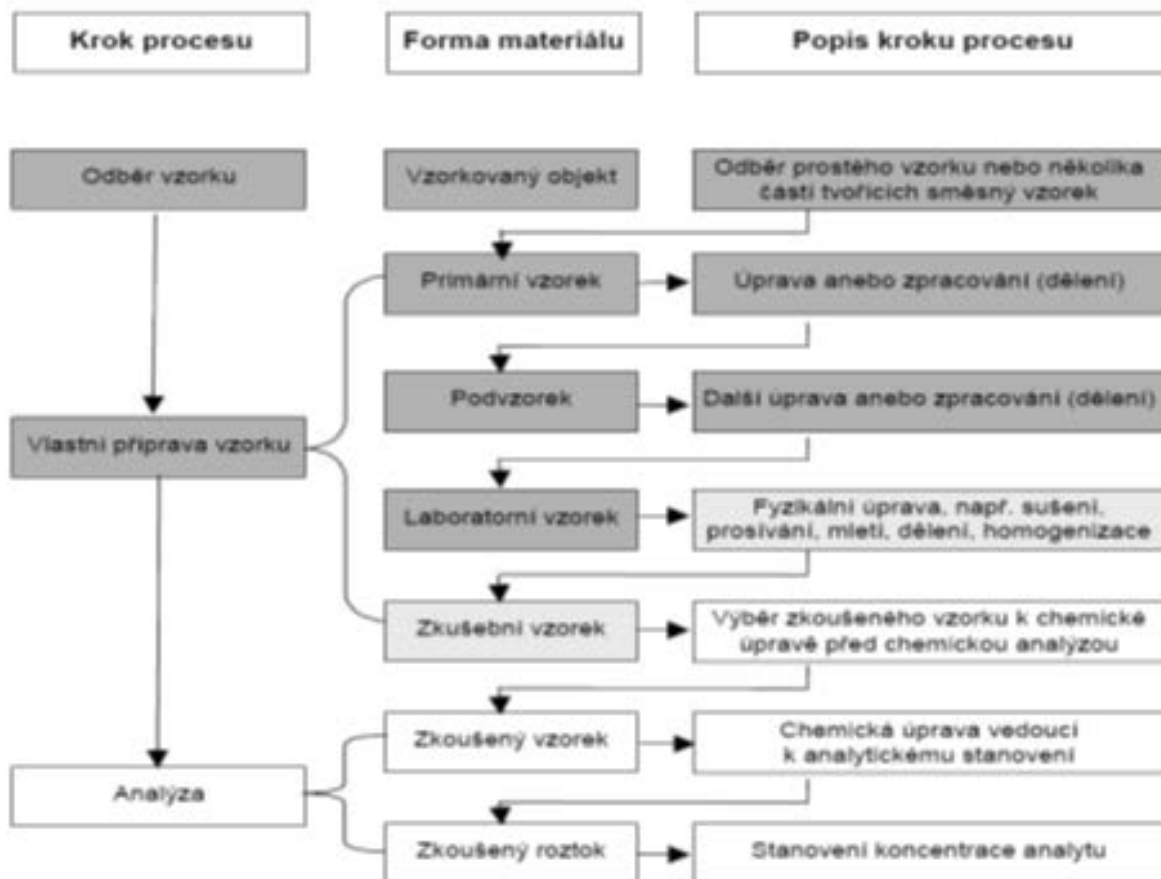 Krok procesu
Forma materiálu
Popis kroku procesu
Odběr vzorku
Vzorkovaný objekt
Odběr prostého vzorku nebo několika
částí tvořících směsný vzorek
Primární vzorek
Úprava anebo zpracování (dělení)
Podvzorek
Další úprava anebo zpracování (dělení)
Vlastní příprava vzorku
Laboratorní vzorek
Fyzikální úprava, např. sušení,
prosívání, mletí, dělení, homogenizace
Zkušební vzorek
Výběr zkoušeného vzorku k chemické
úpravě před chemickou analýzou
Zkoušený vzorek
Chemická úprava vedoucí
k analytickému stanovení
Analýza
Zkoušený roztok
Stanovení koncentrace analytu